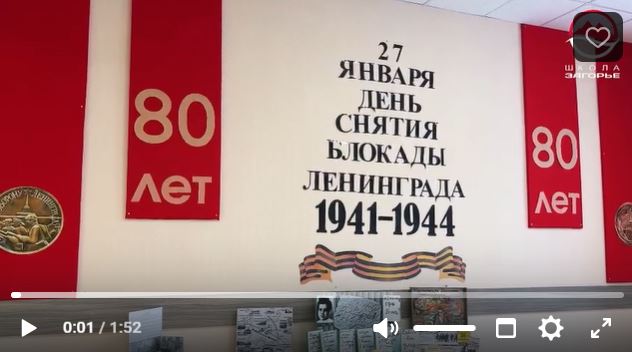 27
ЯНВАРЯ
ДЕНЬ
СНЯТИЯ
БЛОКАДЫ
ЛЕНИНГРАДА
1941-1944
80
лет
80
лет
ШКОЛА
ЗАГОРЬЕ
0:01 / 1:52